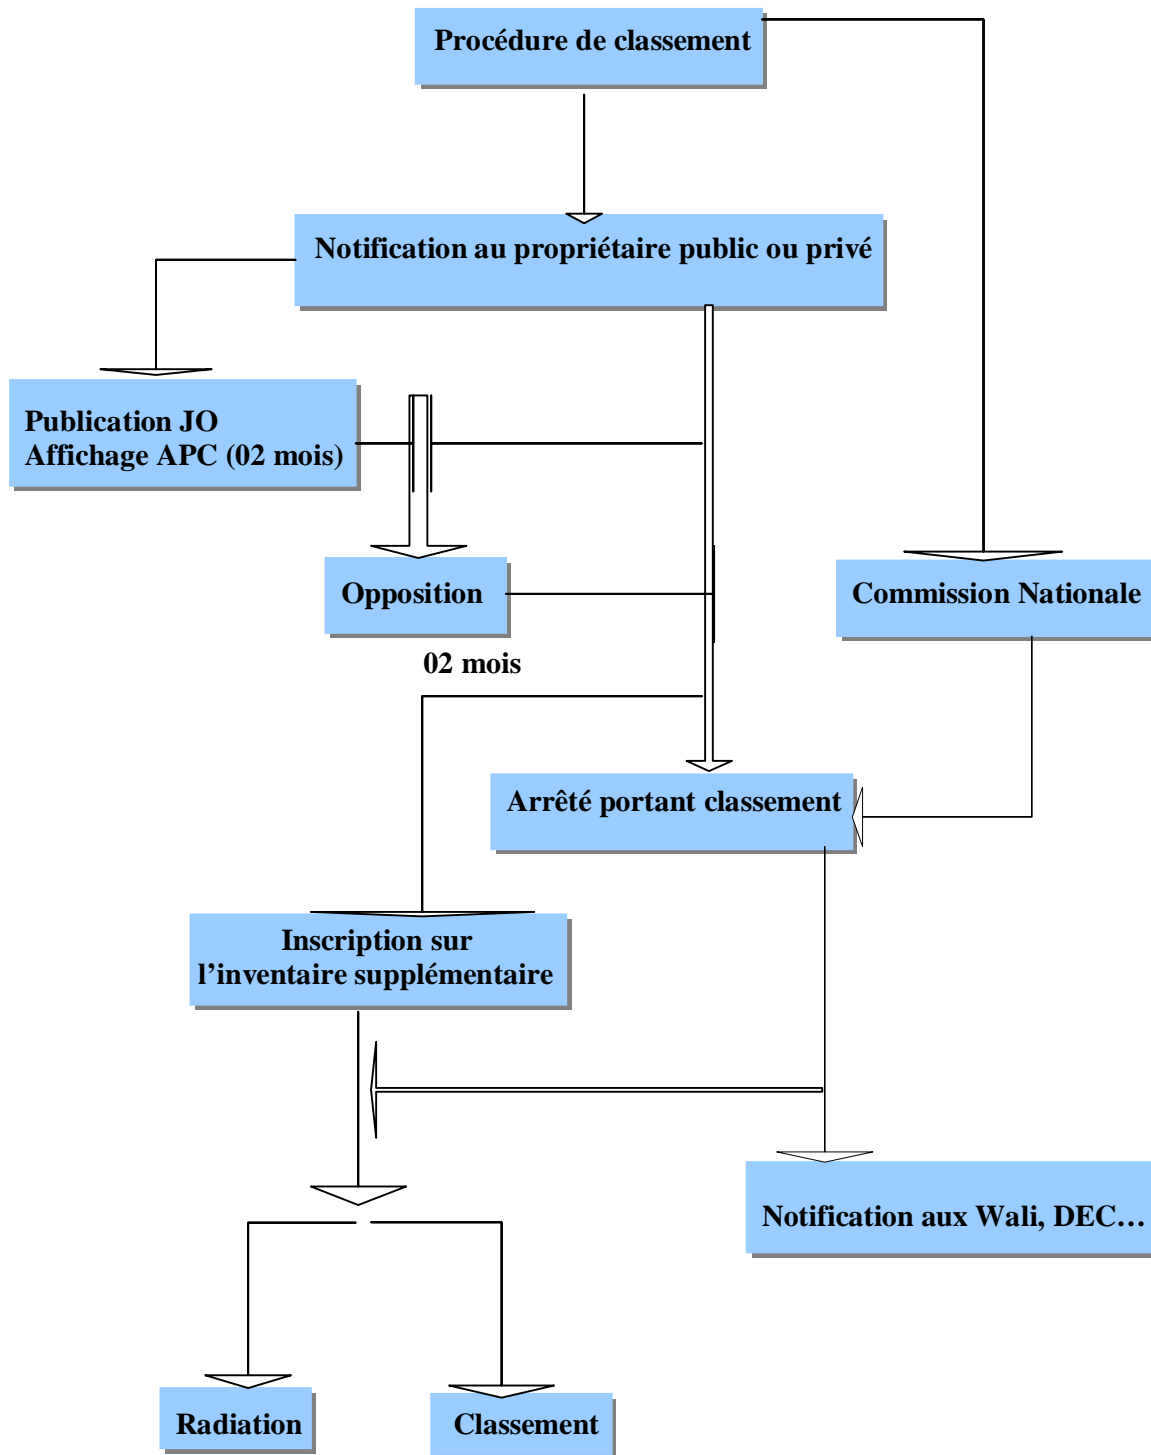 Procédure de classement
Notification au propriétaire public ou privé
Publication JO
Affichage APC (02 mois)
Opposition
Commission Nationale
02 mois
Arrêté portant classement
Inscription sur
l’inventaire supplémentaire
Notification aux Wali, DEC…
Radiation
Classement